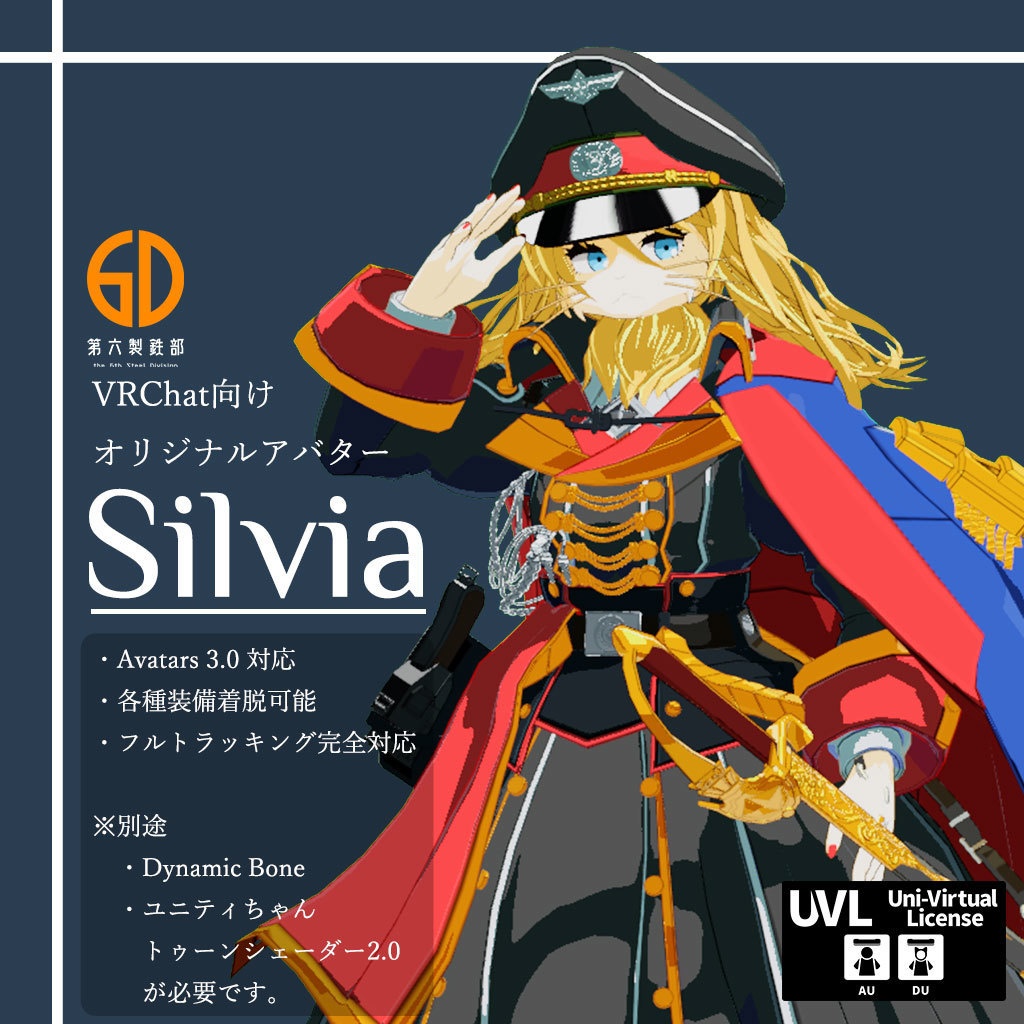 6D
第六製鉄部
the 6th Steel Division
VRChat向け
オリジナルアバター
Silvia
・Avatars 3.0 対応
・各種装備着脱可能
・フルトラッキング完全対応
※別途
・Dynamic Bone
・ユニティちゃん
トゥーンシェーダー2.0
が必要です。
UVL Uni-Virtual
License
AU DU